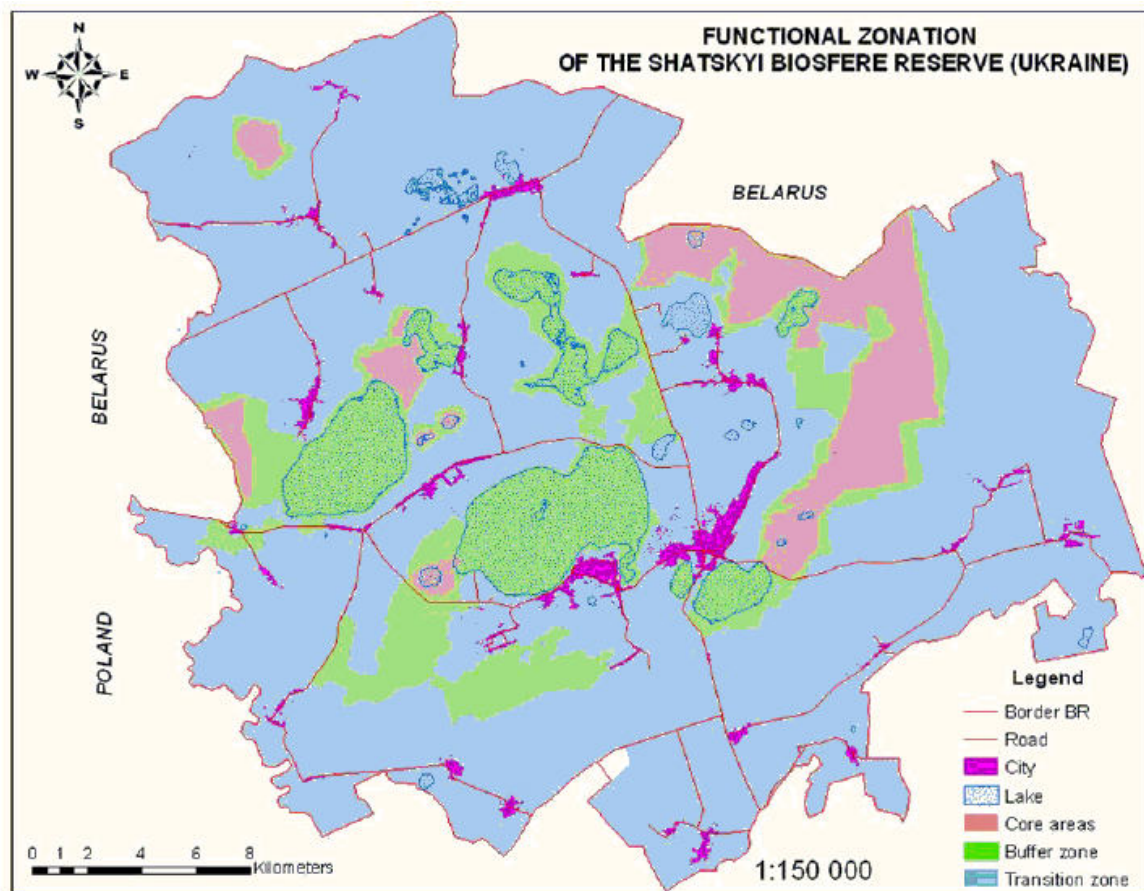 FUNCTIONAL ZONATION
OF THE SHATSKYI BIOSFERE RESERVE (UKRAINE)
N
W E
S
BELARUS
BELARUS
POLAND
Legend
Border BR
Road
City
Lake
Core areas
Buffer zone
Transition zone
0 1 2 4 6 8
Kilometers
1:150 000